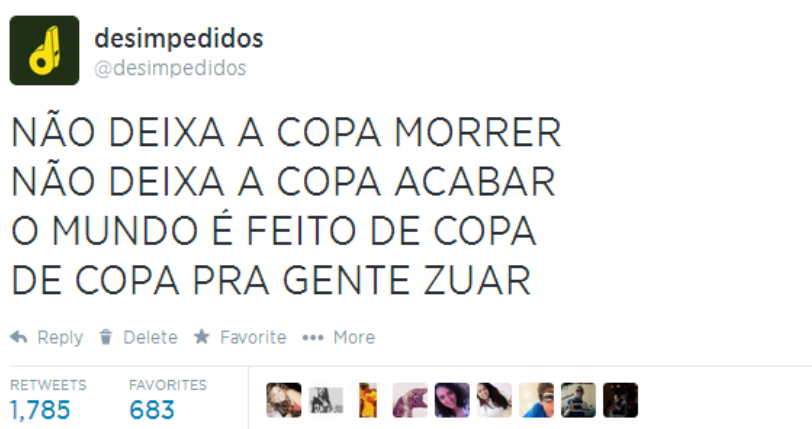 desimpedidos
@desimpedidos
NÃO DEIXA A COPA MORRER
NÃO DEIXA A COPA ACABAR
O MUNDO É FEITO DE COPA
DE COPA PRA GENTE ZUAR
Reply Delete Favorite More
RETWEETS FAVORITES
1,785 683